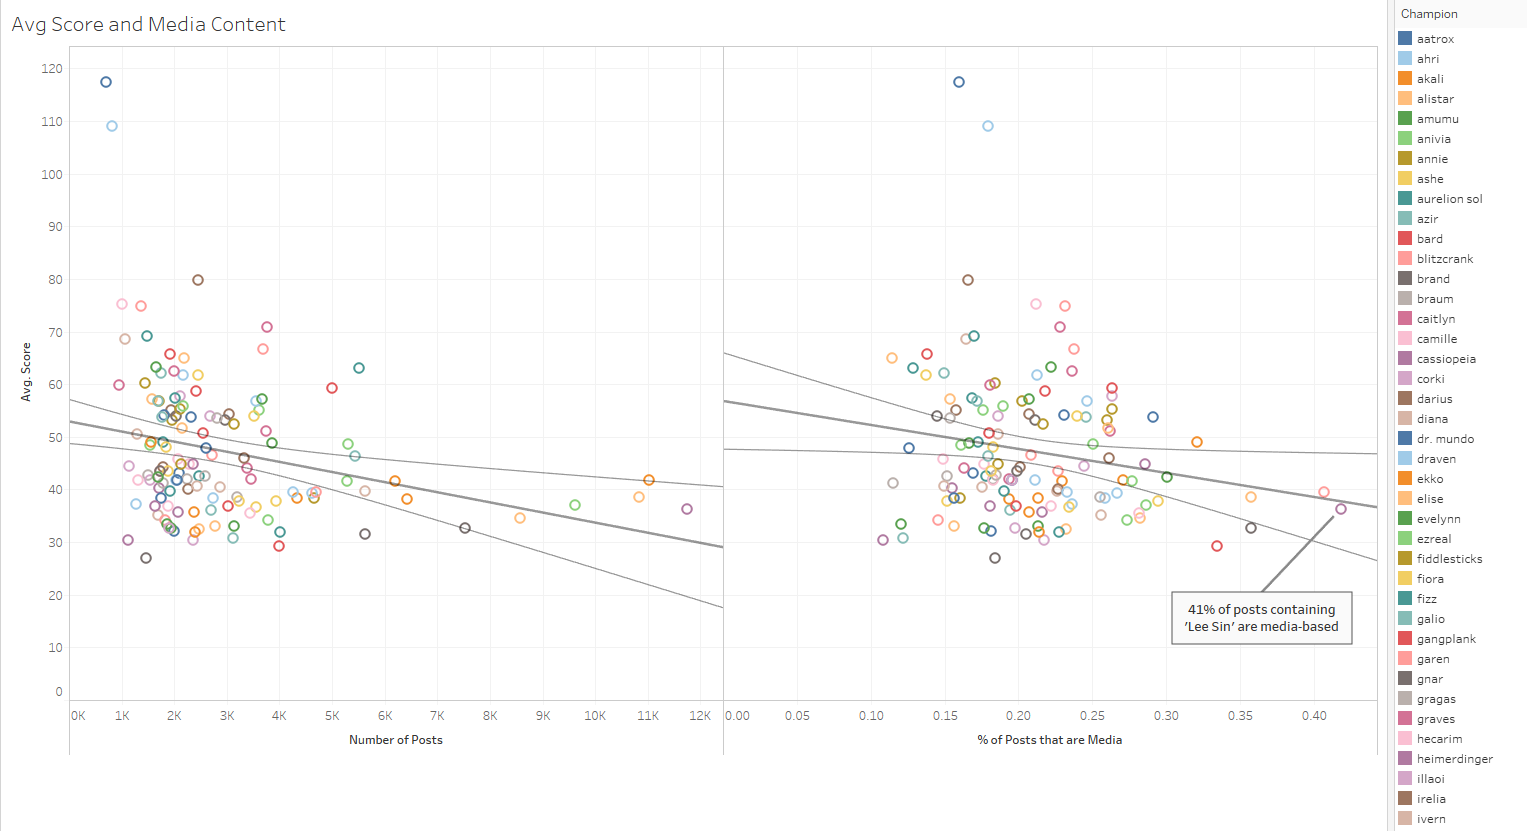 Avg Score and Media Content
Avg. Score
120
110
100
90
80
70
60
50
40
30
20
10
0
0K 1K 2K 3K 4K 5K 6K 7K 8K 9K 10K 11K 12K
Number of Posts
0.00 0.05 0.10 0.15 0.20 0.25 0.30 0.35 0.40
% of Posts that are Media
41% of posts containing
'Lee Sin' are media-based
Champion
aatrox
ahri
akali
alistar
amumu
anivia
annie
ashe
aurelion sol
azir
bard
blitzcrank
brand
braum
caitlyn
camille
cassiopeia
corki
darius
diana
dr. mundo
draven
ekko
elise
evelynn
ezreal
fiddlesticks
fiora
fizz
galio
gangplank
garen
gnar
gragas
graves
hecarim
heimerdinger
illaoi
irelia
ivern